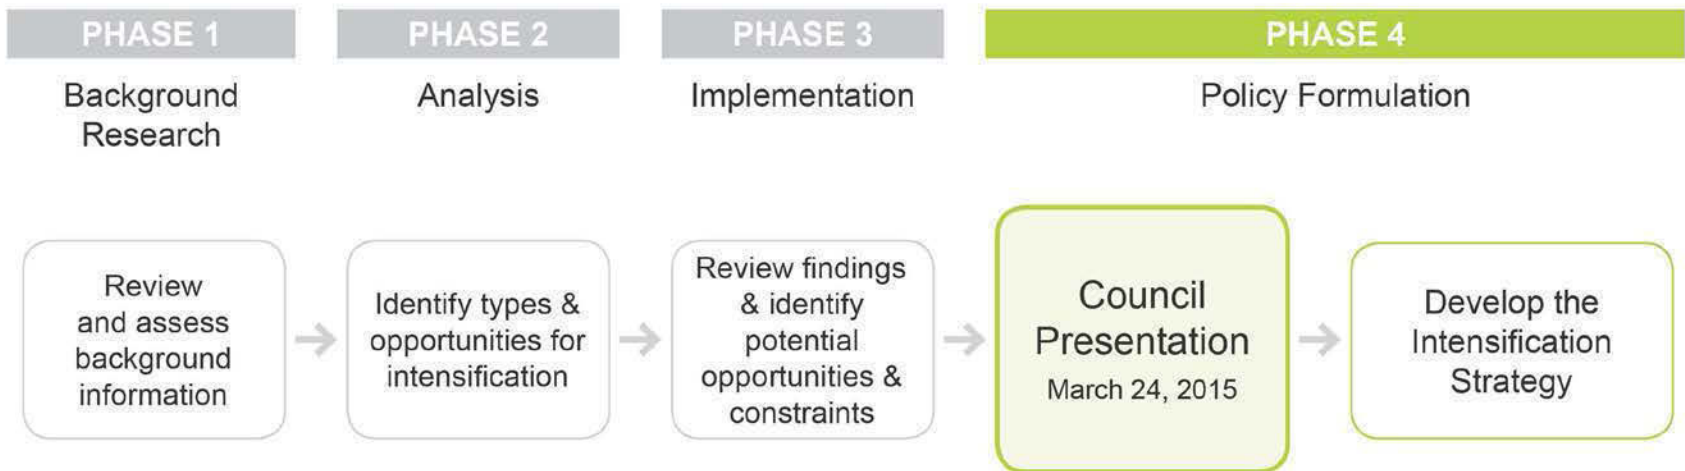 PHASE 1
PHASE 2
PHASE 3
PHASE 4
Background
Research
Analysis
Implementation
Policy Formulation
Review
and assess
background
information
Identify types &
opportunities for
intensification
Review findings
& identify
potential
opportunities &
constraints
Council
Presentation
March 24, 2015
Develop the
Intensification
Strategy